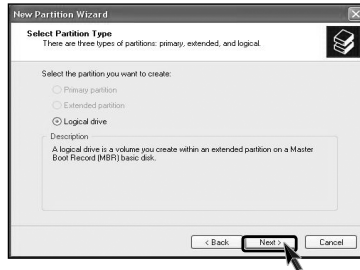 New Partition Wizard
Select Partition Type
There are three types of partitions: primary, extended, and logical.
Select the partition you want to create:
Primary partition
Extended partition
Logical drive
Description
A logical drive is a volume you create within an extended partition on a Master
Boot Record (MBR) basic disk.
< Back Next > Cancel